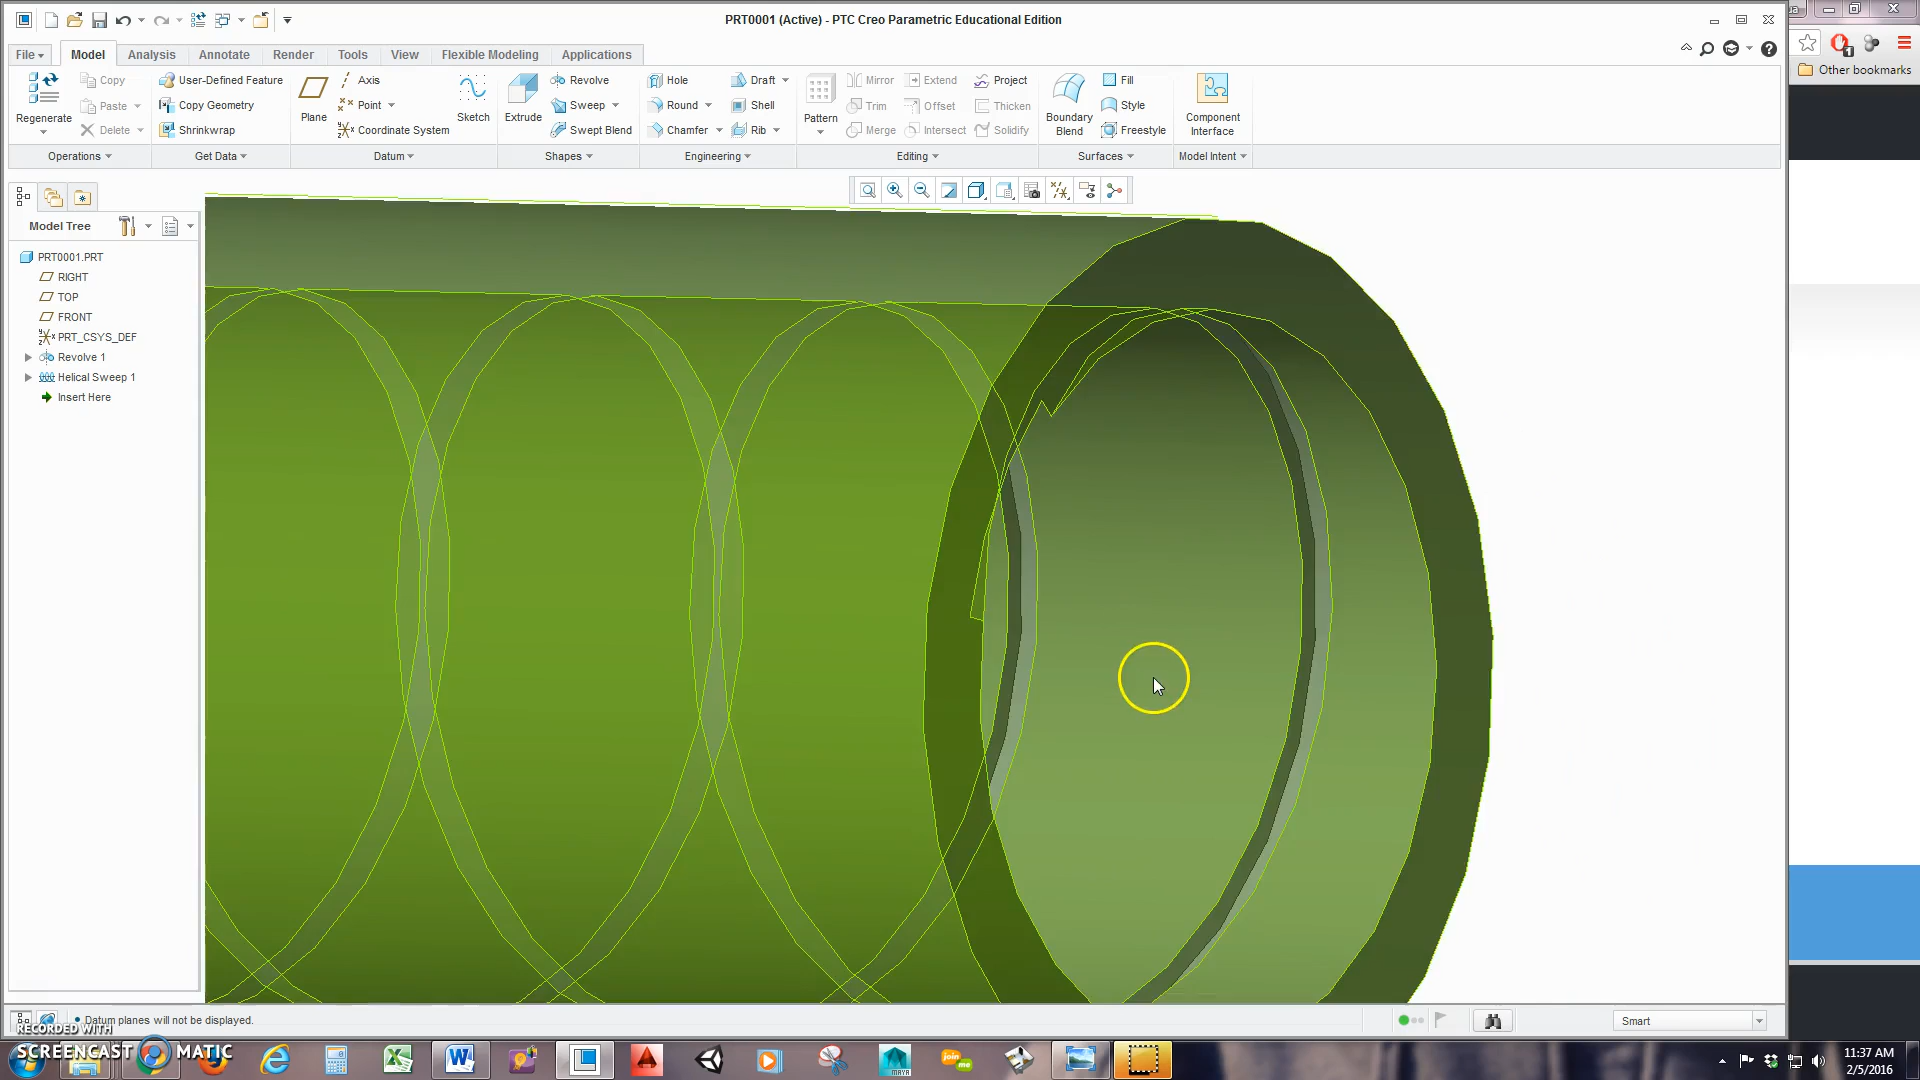 PRT0001 (Active) - PTC Creo Parametric Educational Edition
File Model Analysis Annotate Render Tools View Flexible Modeling Applications
Other bookmarks
Regenerate
Copy
Paste
Delete
User-Defined Feature
Copy Geometry
Shrinkwrap
Plane
Axis
Point
Coordinate System
Sketch
Extrude
Revolve
Sweep
Swept Blend
Hole
Round
Chamfer
Draft
Shell
Rib
Pattern
Mirror
Trim
Merge
Extend
Offset
Intersect
Project
Thicken
Solidify
Boundary
Blend
Fill
Style
Freestyle
Component
Interface
Operations Get Data Datum Shapes Engineering Editing Surfaces Model Intent
Model Tree
PRT0001.PRT
RIGHT
TOP
FRONT
PRT_CSYS_DEF
Revolve 1
Helical Sweep 1
Insert Here
Datum planes will not be displayed.
Smart
RECORDED WITH
SCREENCAST MATIC
join me
MAYA
11:37 AM
2/5/2016